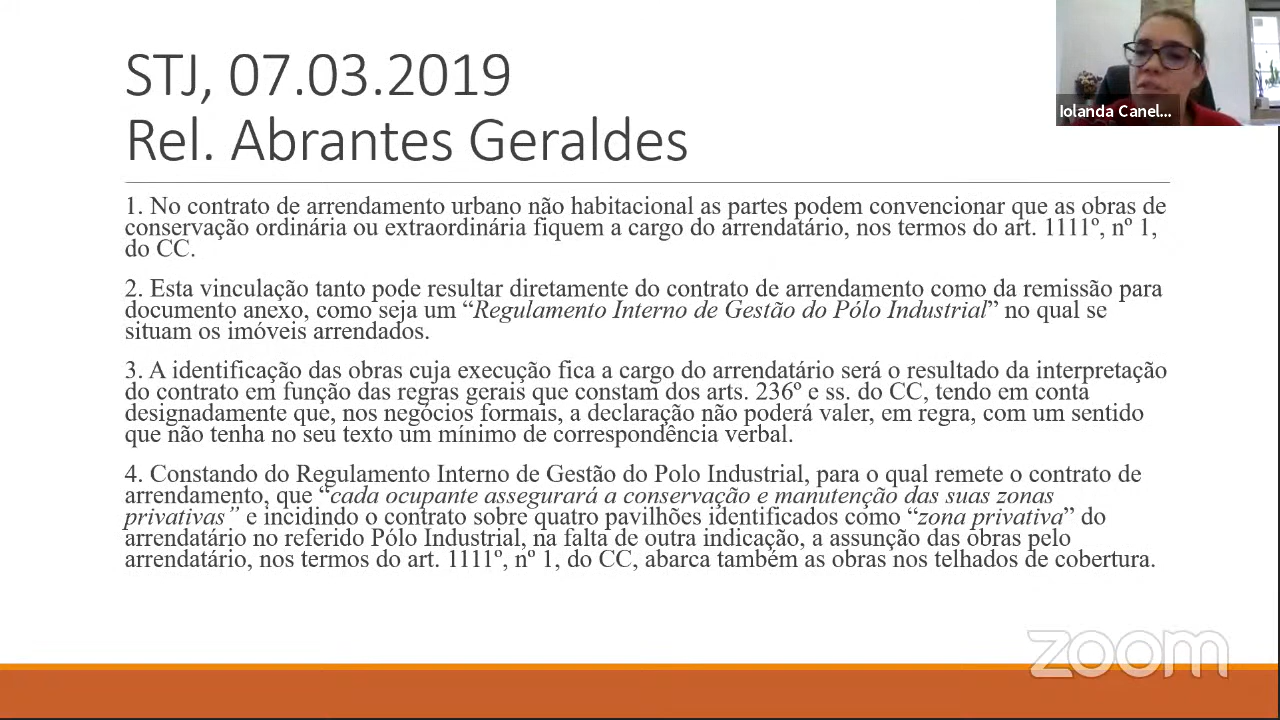 STJ, 07.03.2019
Rel. Abrantes Geraldes
Iolanda Canel...
1. No contrato de arrendamento urbano não habitacional as partes podem convencionar que as obras de
conservação ordinária ou extraordinária fiquem a cargo do arrendatário, nos termos do art. 1111º, nº 1,
do CC.
2. Esta vinculação tanto pode resultar diretamente do contrato de arrendamento como da remissão para
documento anexo, como seja um “Regulamento Interno de Gestão do Pólo Industrial” no qual se
situam os imóveis arrendados.
3. A identificação das obras cuja execução fica a cargo do arrendatário será o resultado da interpretação
do contrato em função das regras gerais que constam dos arts. 236º e ss. do CC, tendo em conta
designadamente que, nos negócios formais, a declaração não poderá valer, em regra, com um sentido
que não tenha no seu texto um mínimo de correspondência verbal.
4. Constando do Regulamento Interno de Gestão do Polo Industrial, para o qual remete o contrato de
arrendamento, que “cada ocupante assegurará a conservação e manutenção das suas zonas
privativas” e incidindo o contrato sobre quatro pavilhões identificados como “zona privativa” do
arrendatário no referido Pólo Industrial, na falta de outra indicação, a assunção das obras pelo
arrendatário, nos termos do art. 1111º, nº 1, do CC, abarca também as obras nos telhados de cobertura.
zoom